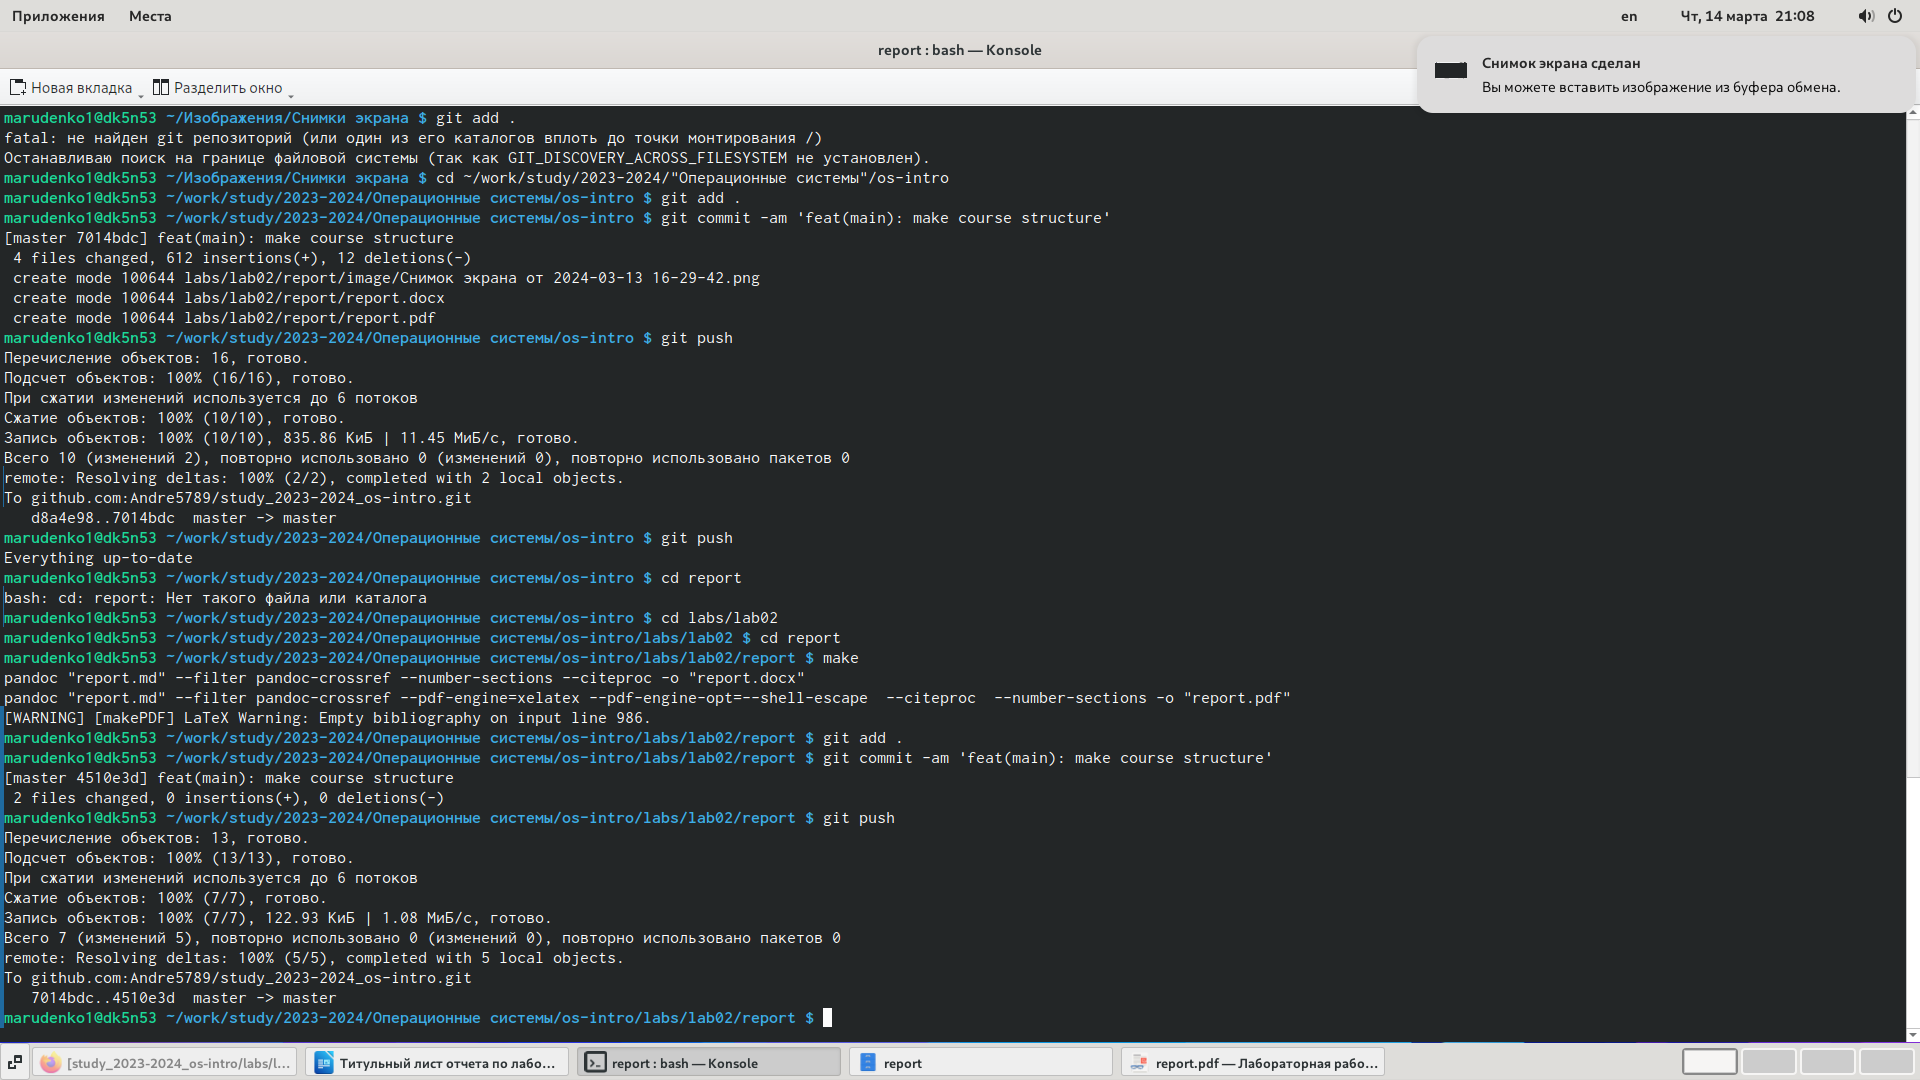 Приложения Места en Чт, 14 марта 21:08
report : bash — Konsole
Снимок экрана сделан
Вы можете вставить изображение из буфера обмена.
Новая вкладка Разделить окно
marudenko1@dk5n53 ~/Изображения/Снимки экрана $ git add .
fatal: не найден git репозиторий (или один из его каталогов вплоть до точки монтирования /)
Останавливаю поиск на границе файловой системы (так как GIT_DISCOVERY_ACROSS_FILESYSTEM не установлен).
marudenko1@dk5n53 ~/Изображения/Снимки экрана $ cd ~/work/study/2023-2024/"Операционные системы"/os-intro
marudenko1@dk5n53 ~/work/study/2023-2024/Операционные системы/os-intro $ git add .
marudenko1@dk5n53 ~/work/study/2023-2024/Операционные системы/os-intro $ git commit -am 'feat(main): make course structure'
[master 7014bdc] feat(main): make course structure
 4 files changed, 612 insertions(+), 12 deletions(-)
 create mode 100644 labs/lab02/report/image/Снимок экрана от 2024-03-13 16-29-42.png
 create mode 100644 labs/lab02/report/report.docx
 create mode 100644 labs/lab02/report/report.pdf
marudenko1@dk5n53 ~/work/study/2023-2024/Операционные системы/os-intro $ git push
Перечисление объектов: 16, готово.
Подсчет объектов: 100% (16/16), готово.
При сжатии изменений используется до 6 потоков
Сжатие объектов: 100% (10/10), готово.
Запись объектов: 100% (10/10), 835.86 КиБ | 11.45 МиБ/с, готово.
Всего 10 (изменений 2), повторно использовано 0 (изменений 0), повторно использовано пакетов 0
remote: Resolving deltas: 100% (2/2), completed with 2 local objects.
To github.com:Andre5789/study_2023-2024_os-intro.git
   d8a4e98..7014bdc  master -> master
marudenko1@dk5n53 ~/work/study/2023-2024/Операционные системы/os-intro $ git push
Everything up-to-date
marudenko1@dk5n53 ~/work/study/2023-2024/Операционные системы/os-intro $ cd report
bash: cd: report: Нет такого файла или каталога
marudenko1@dk5n53 ~/work/study/2023-2024/Операционные системы/os-intro $ cd labs/lab02
marudenko1@dk5n53 ~/work/study/2023-2024/Операционные системы/os-intro/labs/lab02 $ cd report
marudenko1@dk5n53 ~/work/study/2023-2024/Операционные системы/os-intro/labs/lab02/report $ make
pandoc "report.md" --filter pandoc-crossref --number-sections --citeproc -o "report.docx"
pandoc "report.md" --filter pandoc-crossref --pdf-engine=xelatex --pdf-engine-opt=--shell-escape  --citeproc  --number-sections -o "report.pdf"
[WARNING] [makePDF] LaTeX Warning: Empty bibliography on input line 986.
marudenko1@dk5n53 ~/work/study/2023-2024/Операционные системы/os-intro/labs/lab02/report $ git add .
marudenko1@dk5n53 ~/work/study/2023-2024/Операционные системы/os-intro/labs/lab02/report $ git commit -am 'feat(main): make course structure'
[master 4510e3d] feat(main): make course structure
 2 files changed, 0 insertions(+), 0 deletions(-)
marudenko1@dk5n53 ~/work/study/2023-2024/Операционные системы/os-intro/labs/lab02/report $ git push
Перечисление объектов: 13, готово.
Подсчет объектов: 100% (13/13), готово.
При сжатии изменений используется до 6 потоков
Сжатие объектов: 100% (7/7), готово.
Запись объектов: 100% (7/7), 122.93 КиБ | 1.08 МиБ/с, готово.
Всего 7 (изменений 5), повторно использовано 0 (изменений 0), повторно использовано пакетов 0
remote: Resolving deltas: 100% (5/5), completed with 5 local objects.
To github.com:Andre5789/study_2023-2024_os-intro.git
   7014bdc..4510e3d  master -> master
marudenko1@dk5n53 ~/work/study/2023-2024/Операционные системы/os-intro/labs/lab02/report $
[study_2023-2024_os-intro/labs/l... Титульный лист отчета по лабо... report : bash — Konsole report report.pdf — Лабораторная рабо...